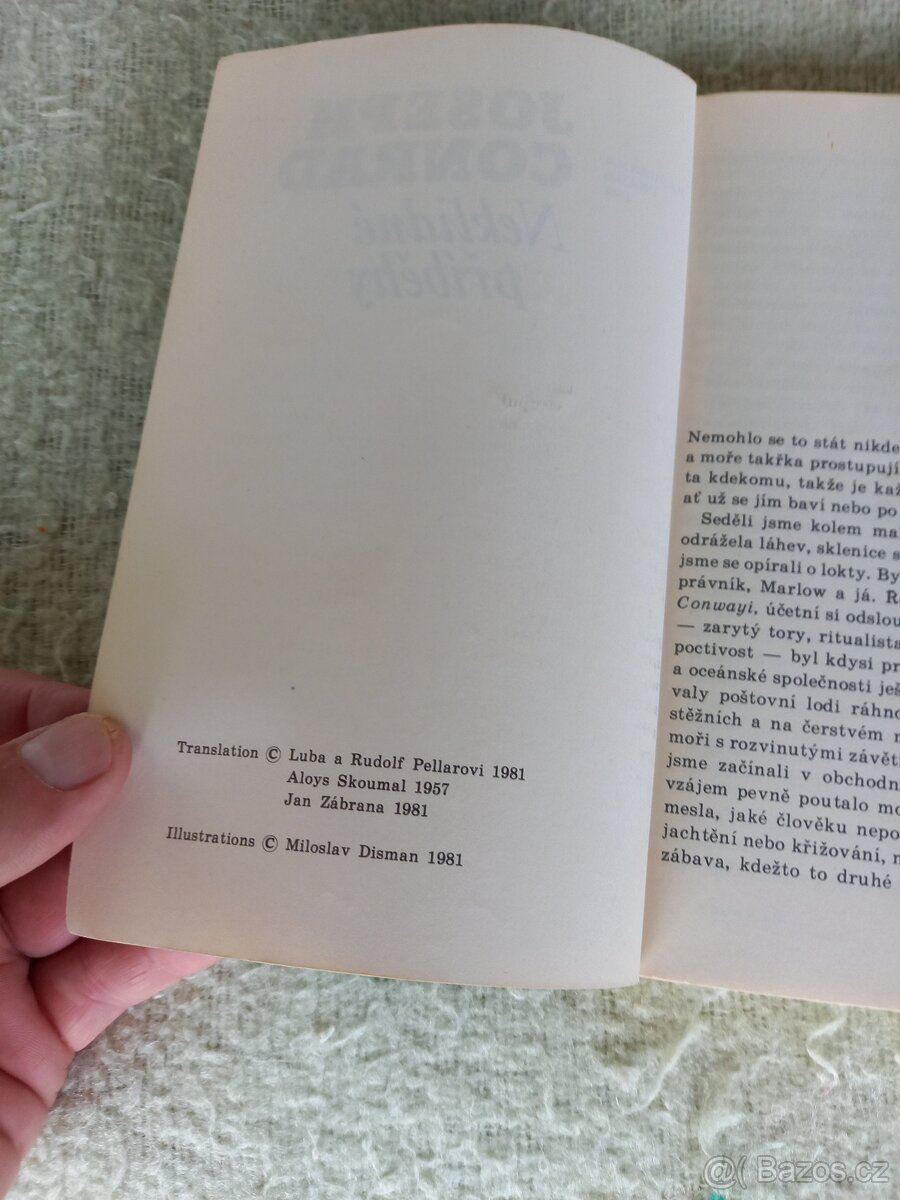 JOSEPH
CONRAD
Neklidné
příběhy
Translation © Luba a Rudolf Pellarovi 1981
Aloys Skoumal 1957
Jan Zábrana 1981
Illustrations © Miloslav Disman 1981
Nemohlo se to stát nikde
a moře takřka prostupují
ta kdekomu, takže je kaž
ať už se jím baví nebo po
Seděli jsme kolem ma
odrážela láhev, sklenice s
jsme se opírali o lokty. By
právník, Marlow a já. Ř
Conwayi, účetní si odslou
— zarytý tory, ritualista
poctivost — byl kdysi pr
a oceánské společnosti ješ
valy poštovní lodi ráhno
stěžních a na čerstvém m
moři s rozvinutými závět
jsme začínali v obchodn
vzájem pevně poutalo mo
mesla, jaké člověku nepo
jachtění nebo křižování, n
zábava, kdežto to druhé
@ Bazos.cz